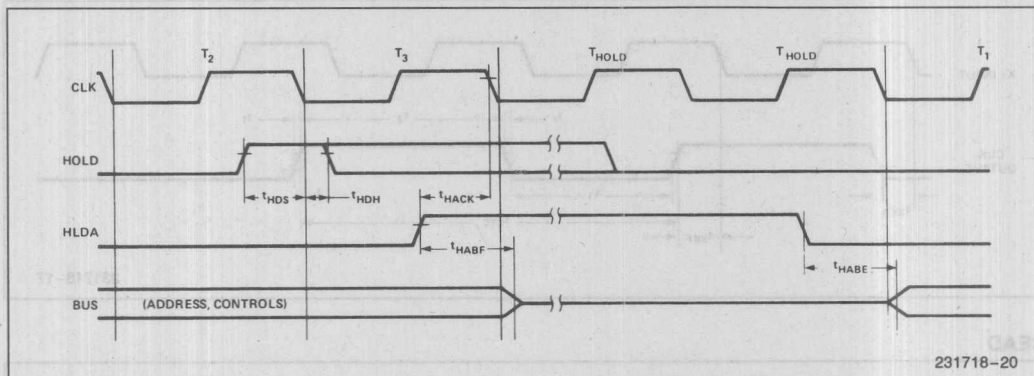 T2 T3 THOLD THOLD T1
CLK
HOLD
tHDS tHDH tHACK
HLDA
tHABF tHABE
BUS (ADDRESS, CONTROLS)
231718-20